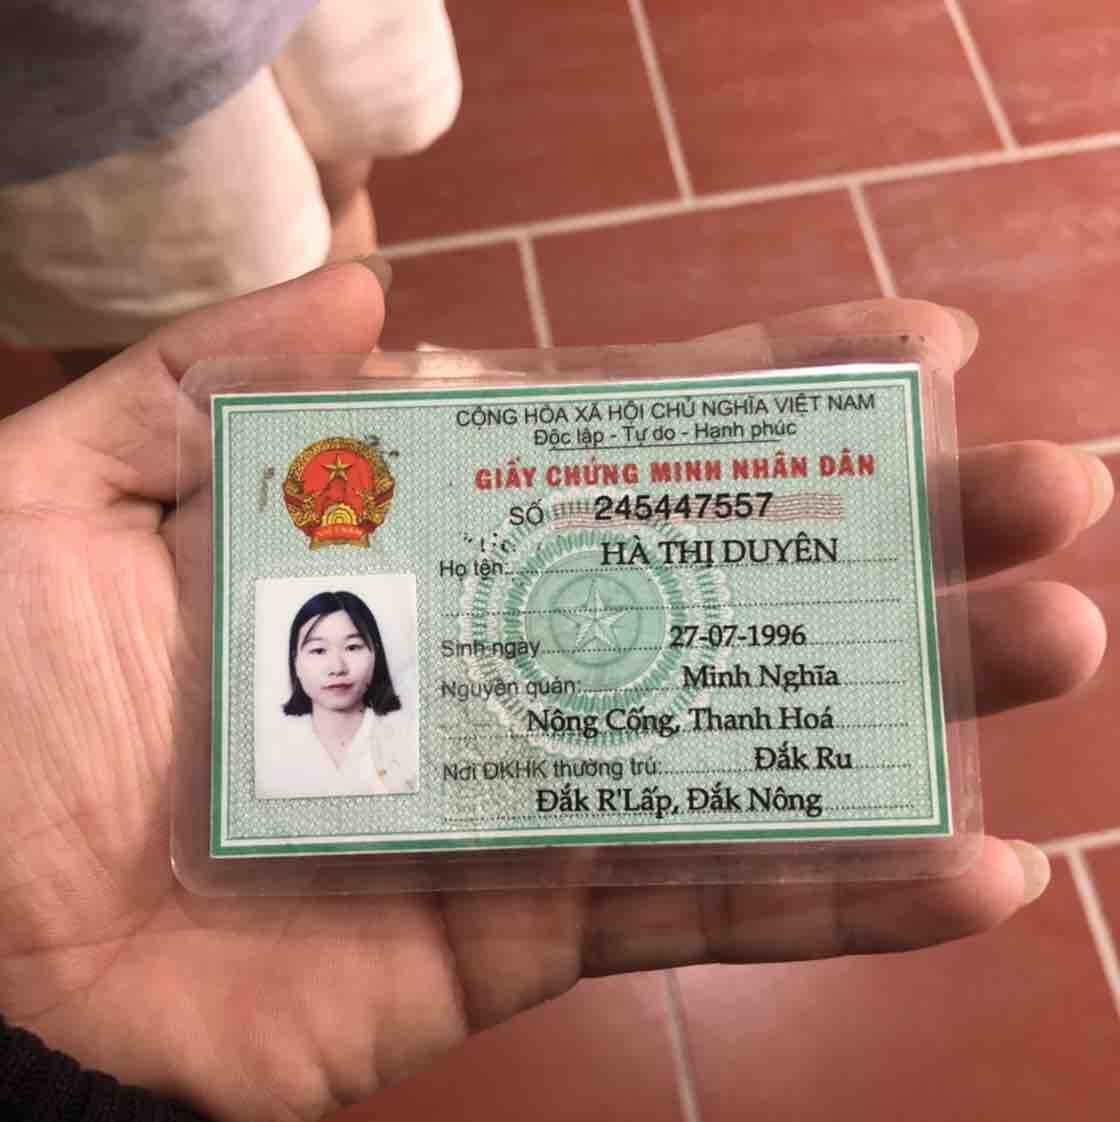 CỘNG HÒA XÃ HỘI CHỦ NGHĨA VIỆT NAM
Độc lập - Tự do - Hạnh phúc
GIẤY CHỨNG MINH NHÂN DÂN
SỐ 245447557
Họ tên: HÀ THỊ DUYÊN
Sinh ngày 27-07-1996
Nguyên quán: Minh Nghĩa
Nông Cống, Thanh Hoá
Nơi ĐKHK thường trú: Đắk Ru
Đắk R'Lấp, Đắk Nông
VIỆT NAM